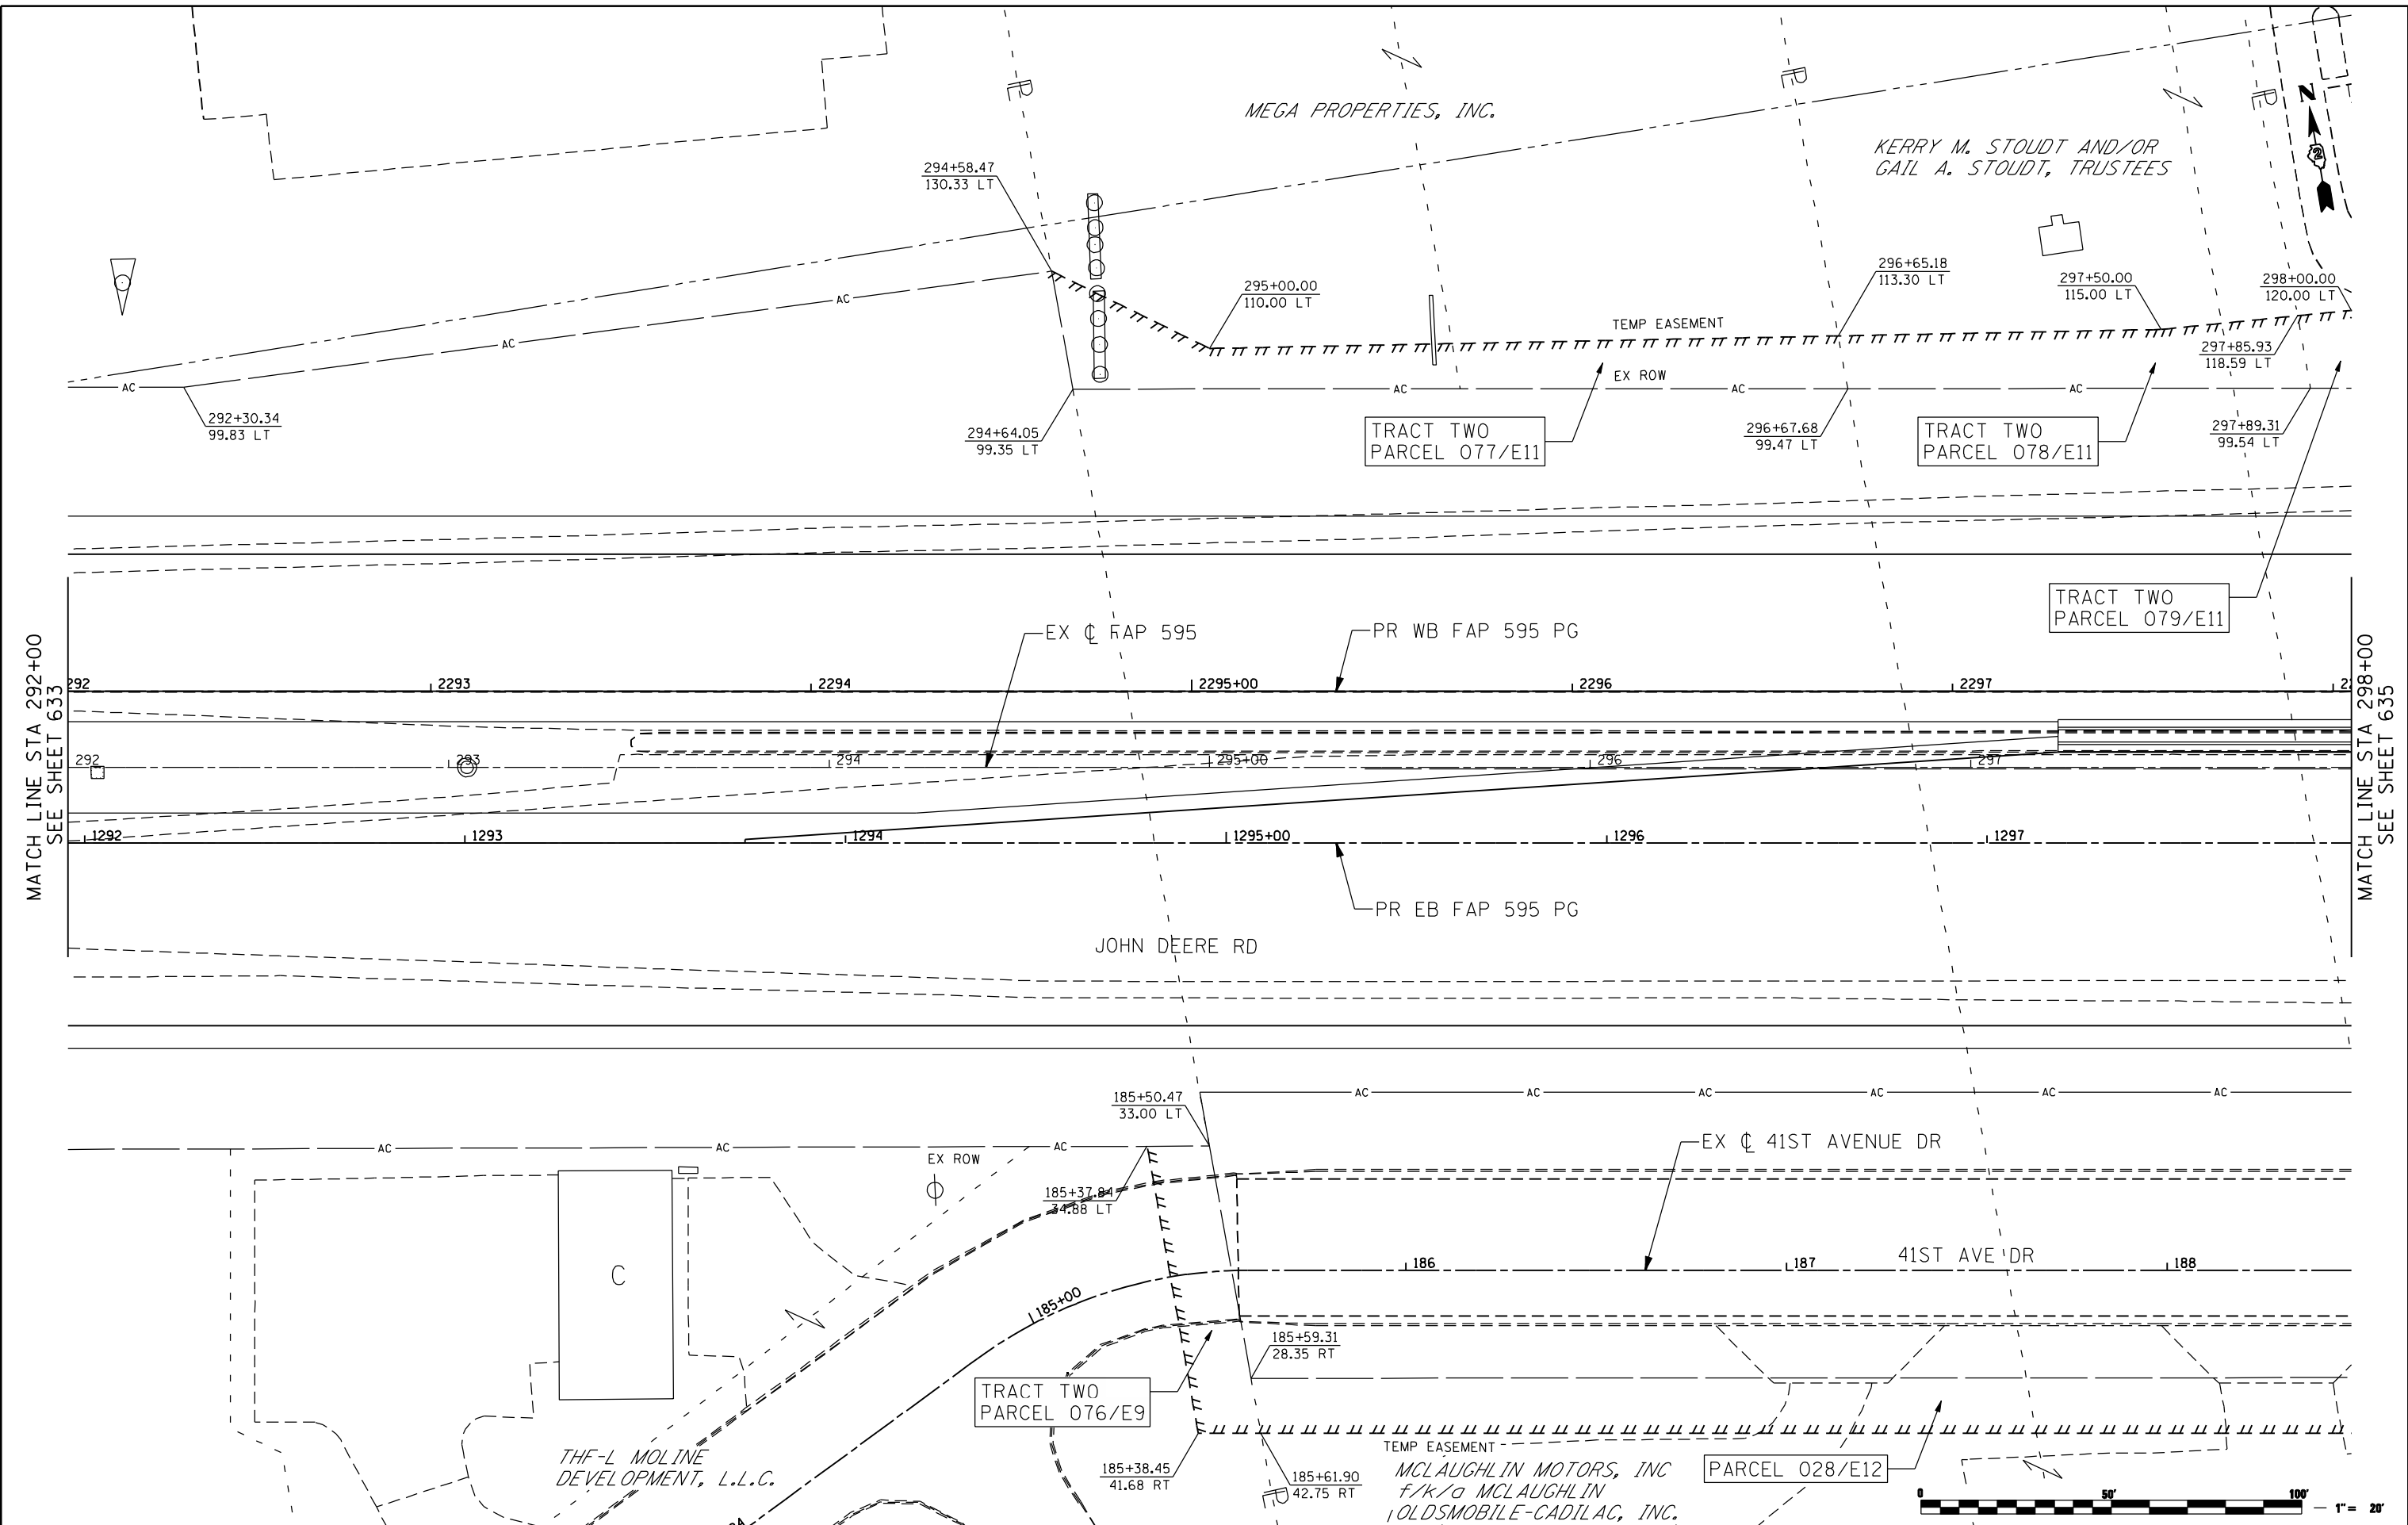 MEGA PROPERTIES, INC.
KERRY M. STOUDT AND/OR
GAIL A. STOUDT, TRUSTEES
N
2
294+58.47
130.33 LT
295+00.00
110.00 LT
296+65.18
113.30 LT
297+50.00
115.00 LT
298+00.00
120.00 LT
TEMP EASEMENT
297+85.93
118.59 LT
AC
AC
AC
EX ROW
AC
AC
AC
292+30.34
99.83 LT
294+64.05
99.35 LT
TRACT TWO
PARCEL 077/E11
296+67.68
99.47 LT
TRACT TWO
PARCEL 078/E11
297+89.31
99.54 LT
TRACT TWO
PARCEL 079/E11
MATCH LINE STA 292+00
SEE SHEET 633
MATCH LINE STA 298+00
SEE SHEET 635
EX ℄ FAP 595
PR WB FAP 595 PG
292 2293 2294 2295+00 2296 2297
292 293 294 295+00 296 297
1292 1293 1294 1295+00 1296 1297
PR EB FAP 595 PG
JOHN DEERE RD
AC AC AC AC AC AC
185+50.47
33.00 LT
AC AC AC
EX ROW
EX ℄ 41ST AVENUE DR
185+37.84
34.88 LT
C
186 187 188
41ST AVE DR
185+00
185+59.31
28.35 RT
TRACT TWO
PARCEL 076/E9
THF-L MOLINE
DEVELOPMENT, L.L.C.
185+38.45
41.68 RT
185+61.90
42.75 RT
TEMP EASEMENT
MCLAUGHLIN MOTORS, INC
f/k/a MCLAUGHLIN
OLDSMOBILE-CADILAC, INC.
PARCEL 028/E12
0 50' 100'
1"= 20'